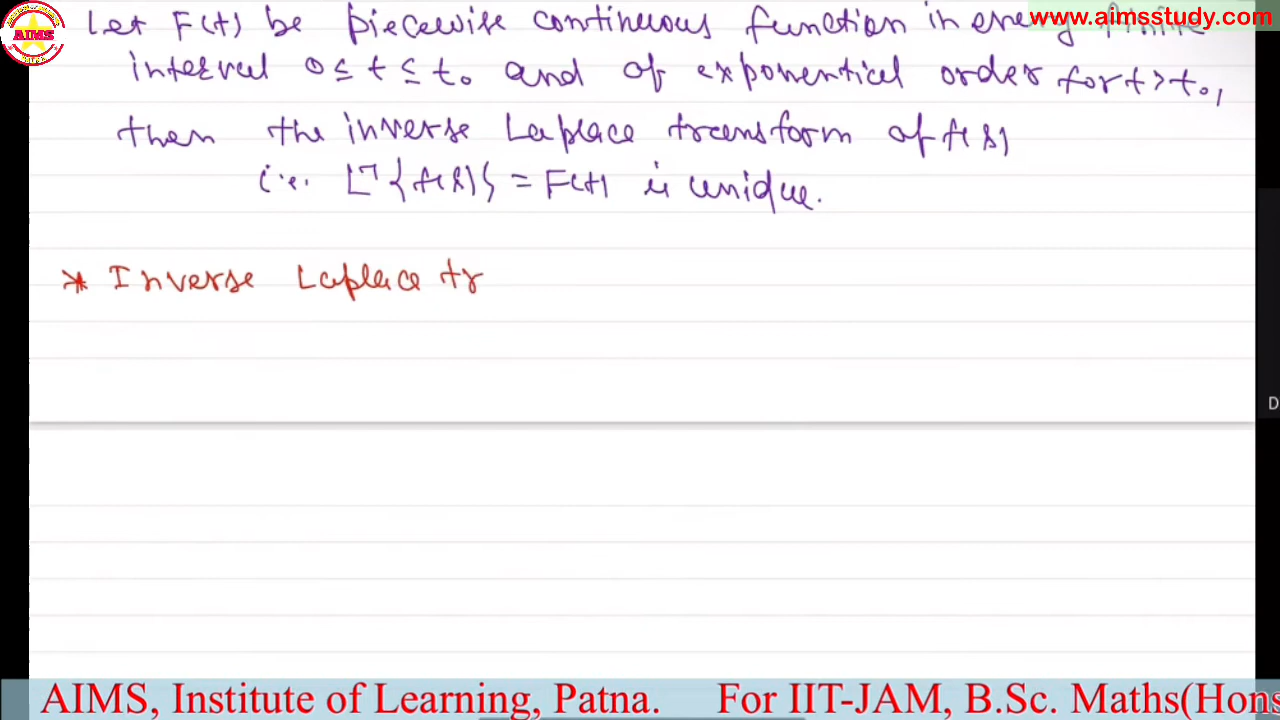 www.aimsstudy.com
AIMS
Let F(t) be piecewise continuous function in every finite
interval 0 ≤ t ≤ t₀ and of exponential order for t > t₀,
then the inverse Laplace transform of f(s)
i.e. L⁻¹{f(s)} = F(t) is unique.
* Inverse Laplace tr
D
AIMS, Institute of Learning, Patna. For IIT-JAM, B.Sc. Maths(Hons